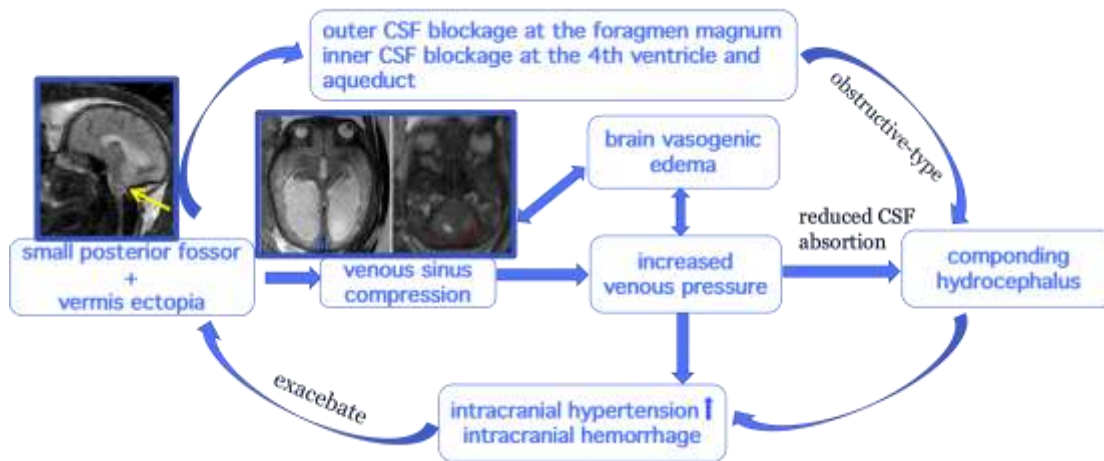 outer CSF blockage at the foragmen magnum
inner CSF blockage at the 4th ventricle and
aqueduct
obstructive-type
brain vasogenic
edema
reduced CSF
absortion
small posterior fossor
+
vermis ectopia
venous sinus
compression
increased
venous pressure
componding
hydrocephalus
exacebate
intracranial hypertension
intracranial hemorrhage